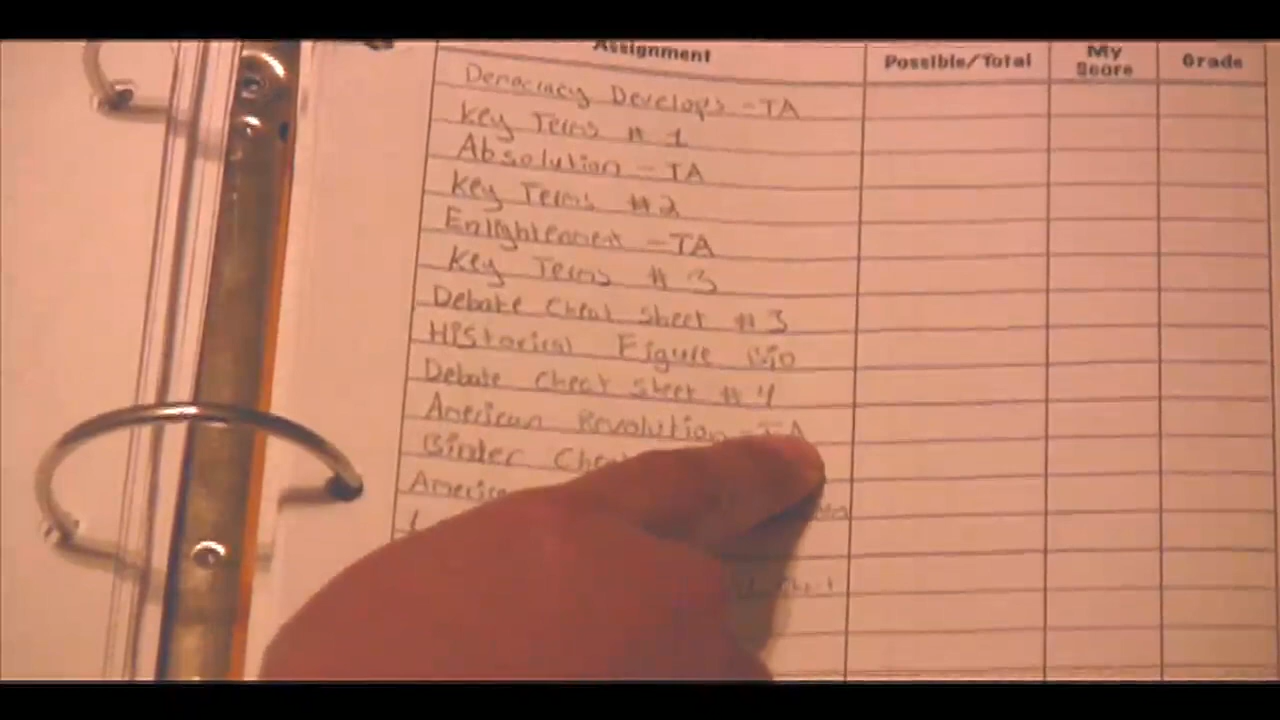 Assignment Possible/Total My Score Grade
Democracy Develops - TA
Key Terms # 1
Absolution - TA
Key Terms #2
Enlightenment - TA
Key Terms # 3
Debate Cheat Sheet # 3
Historical Figure Bio
Debate Cheat Sheet # 4
American Revolution - TA
Binder